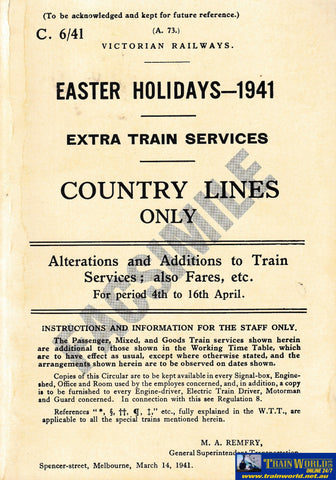 (To be acknowledged and kept for future reference.)
C. 6/41
(A. 73.)
VICTORIAN RAILWAYS.
EASTER HOLIDAYS—1941
EXTRA TRAIN SERVICES
COUNTRY LINES
ONLY
FACSIMILE
Alterations and Additions to Train
Services; also Fares, etc.
For period 4th to 16th April.
INSTRUCTIONS AND INFORMATION FOR THE STAFF ONLY.
The Passenger, Mixed, and Goods Train services shown herein
are additional to those shown in the Working Time Table, which
are to have effect as usual, except where otherwise stated, and the
arrangements shown herein are to be observed on dates shown.
Copies of this Circular are to be kept available in every Signal-box, Engine-
shed, Office and Room used by the employes concerned, and, in addition, a copy
is to be furnished to every Engine-driver, Electric Train Driver, Motorman
and Guard concerned. In connection with this see Regulation 8.
References "*, §, ††, ¶, ‡," etc., fully explained in the W.T.T., are
applicable to all the special trains mentioned herein.
M. A. REMFRY,
General Superintendent Transportation.
Spencer-street, Melbourne, March 14, 1941.
TRAIN WORLD
ONLINE 24/7
www.trainworld.com.au